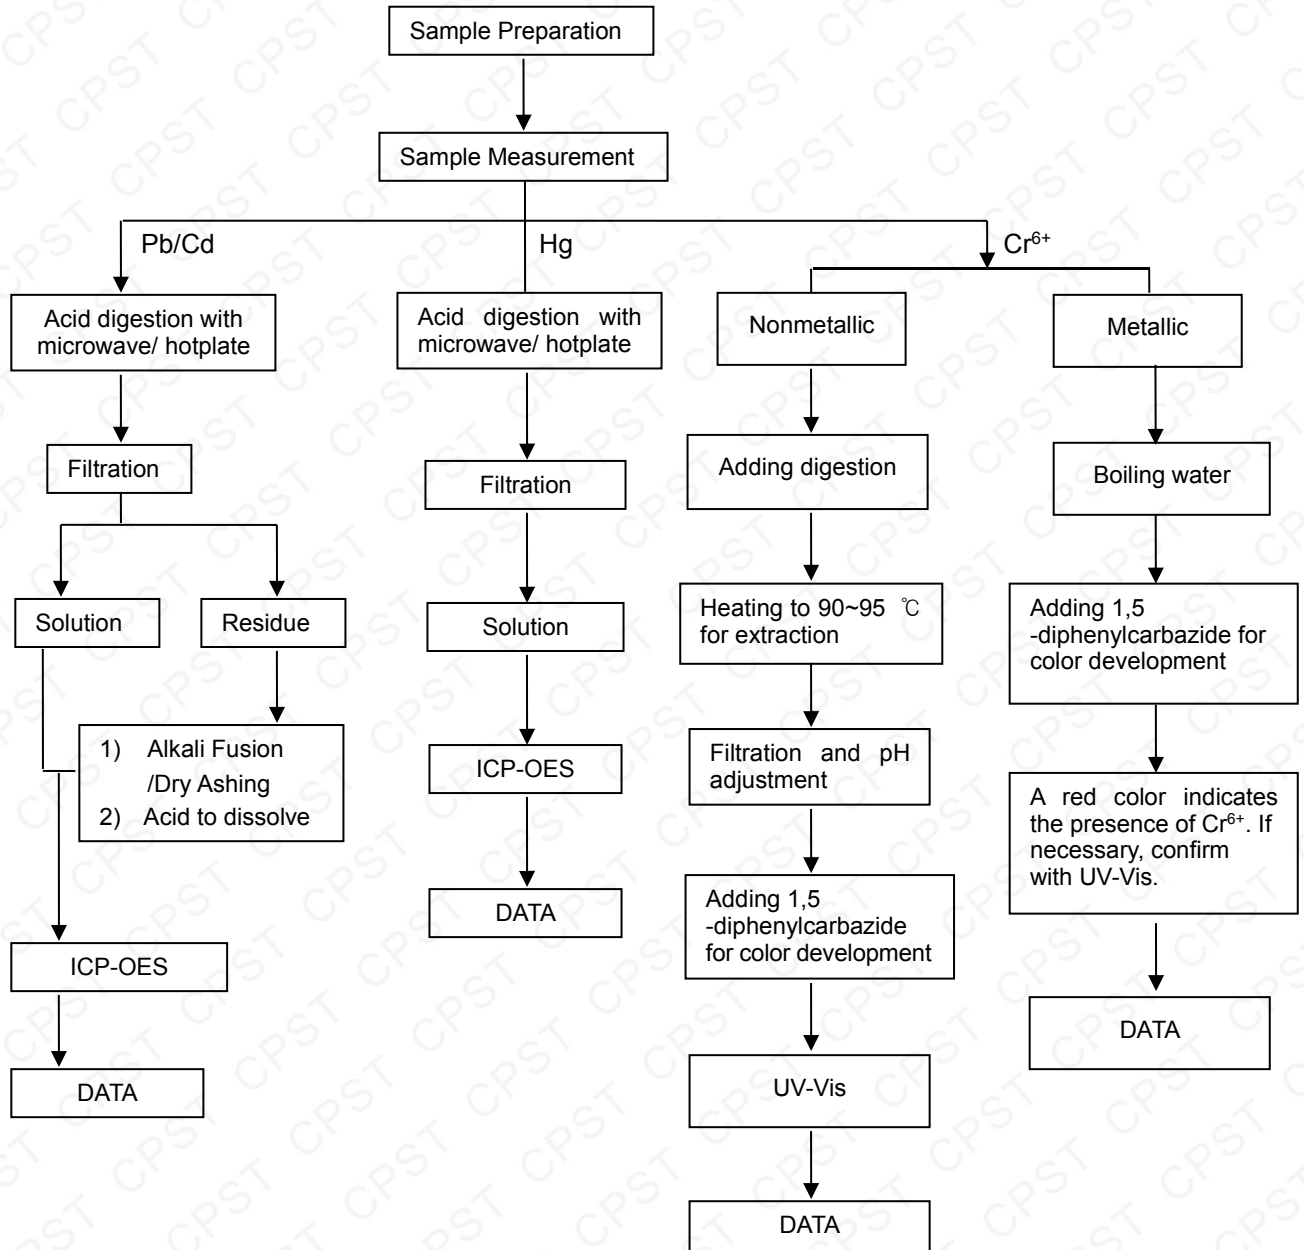 Sample Preparation
Sample Measurement
Pb/Cd
Hg
Cr⁶⁺
Acid digestion with
microwave/ hotplate
Filtration
Solution
Residue
1) Alkali Fusion
/Dry Ashing
2) Acid to dissolve
ICP-OES
DATA
Acid digestion with
microwave/ hotplate
Filtration
Solution
ICP-OES
DATA
Nonmetallic
Adding digestion
Heating to 90~95 ℃
for extraction
Filtration and pH
adjustment
Adding 1,5
-diphenylcarbazide
for color development
UV-Vis
DATA
Metallic
Boiling water
Adding 1,5
-diphenylcarbazide for
color development
A red color indicates
the presence of Cr⁶⁺. If
necessary, confirm
with UV-Vis.
DATA
CPST